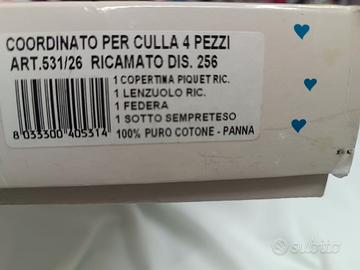 COORDINATO PER CULLA 4 PEZZI
ART.531/26 RICAMATO DIS. 256
1 COPERTINA PIQUET RIC.
1 LENZUOLO RIC.
1 FEDERA
1 SOTTO SEMPRETESO
100% PURO COTONE - PANNA
8 033300 405314
subito